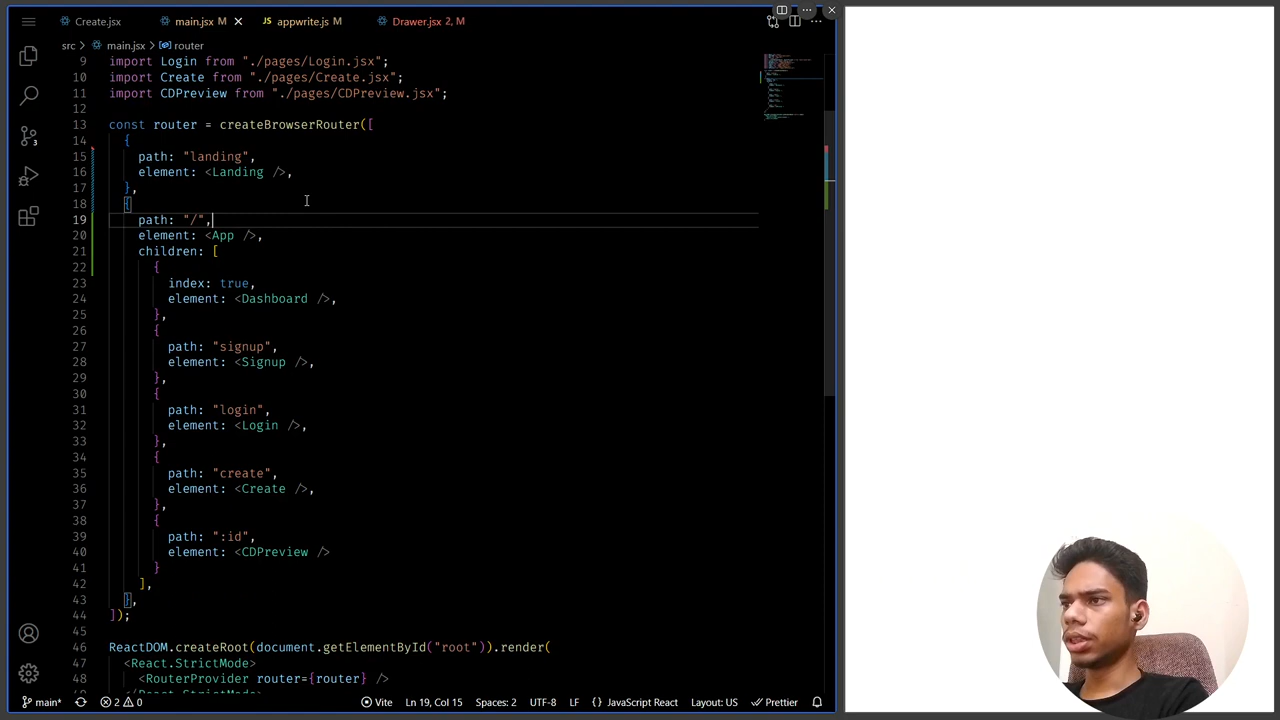 Create.jsx main.jsx M appwrite.js M Drawer.jsx 2, M
src main.jsx router
9 import Login from "./pages/Login.jsx";
10 import Create from "./pages/Create.jsx";
11 import CDPreview from "./pages/CDPreview.jsx";
12
13 const router = createBrowserRouter([
14 {
15 path: "landing",
16 element: <Landing />,
17 },
18 {
19 path: "/",
20 element: <App />,
21 children: [
22 {
23 index: true,
24 element: <Dashboard />,
25 },
26 {
27 path: "signup",
28 element: <Signup />,
29 },
30 {
31 path: "login",
32 element: <Login />,
33 },
34 {
35 path: "create",
36 element: <Create />,
37 },
38 {
39 path: ":id",
40 element: <CDPreview />
41 }
42 ],
43 },
44 ]);
45
46 ReactDOM.createRoot(document.getElementById("root")).render(
47 <React.StrictMode>
48 <RouterProvider router={router} />
main* 2 0 Vite Ln 19, Col 15 Spaces: 2 UTF-8 LF {} JavaScript React Layout: US Prettier